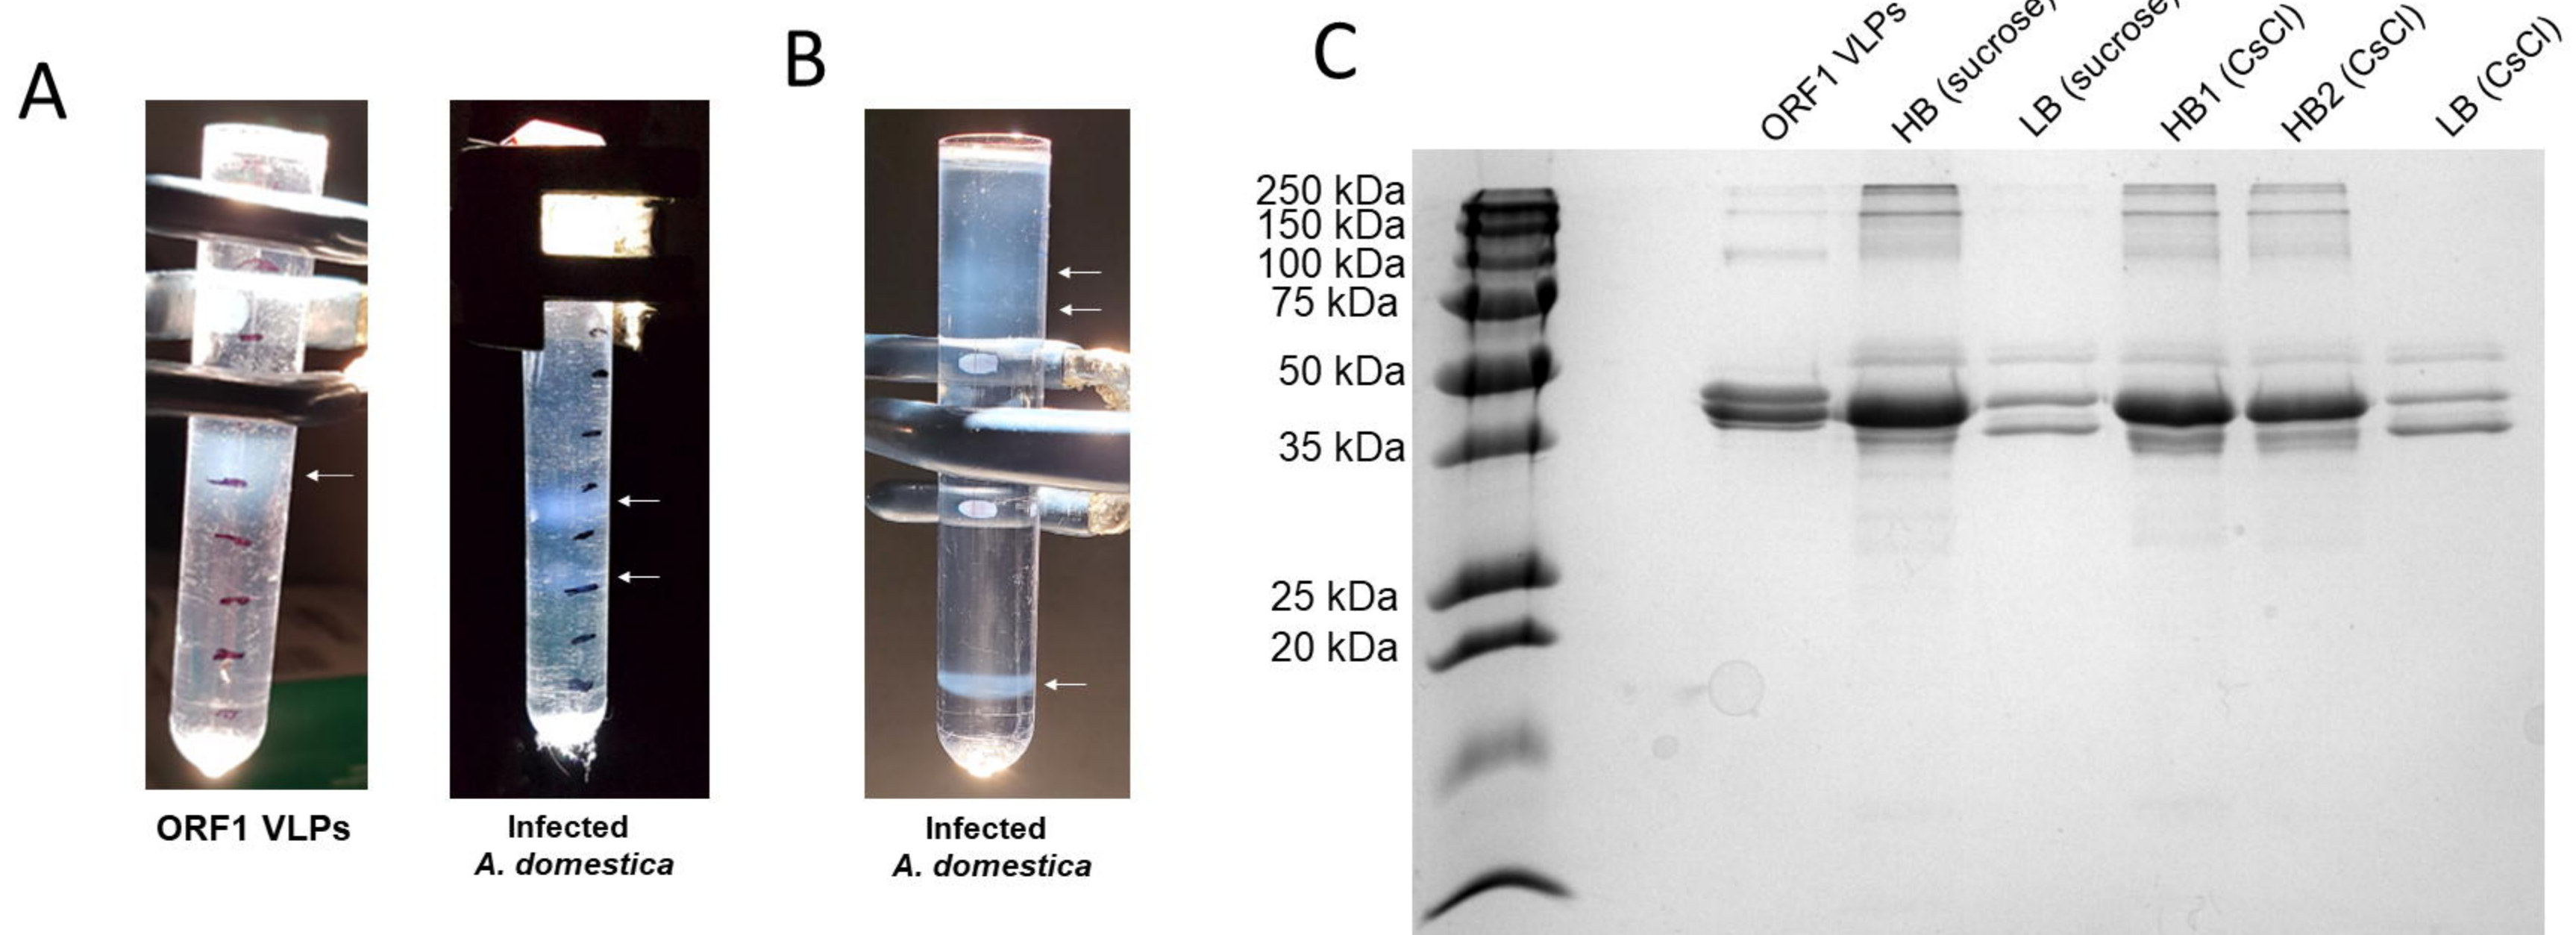 A
B
C
ORF1 VLPs
HB (sucrose)
LB (sucrose)
HB1 (CsCl)
HB2 (CsCl)
LB (CsCl)
250 kDa
150 kDa
100 kDa
75 kDa
50 kDa
35 kDa
25 kDa
20 kDa
ORF1 VLPs
Infected
A. domestica
Infected
A. domestica